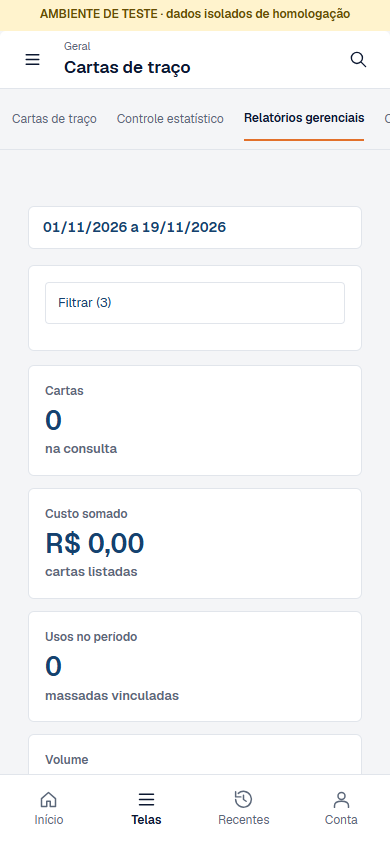 AMBIENTE DE TESTE · dados isolados de homologação
Geral
Cartas de traço
Cartas de traço
Controle estatístico
Relatórios gerenciais
01/11/2026 a 19/11/2026
Filtrar (3)
Cartas
0
na consulta
Custo somado
R$ 0,00
cartas listadas
Usos no período
0
massadas vinculadas
Volume
Início
Telas
Recentes
Conta